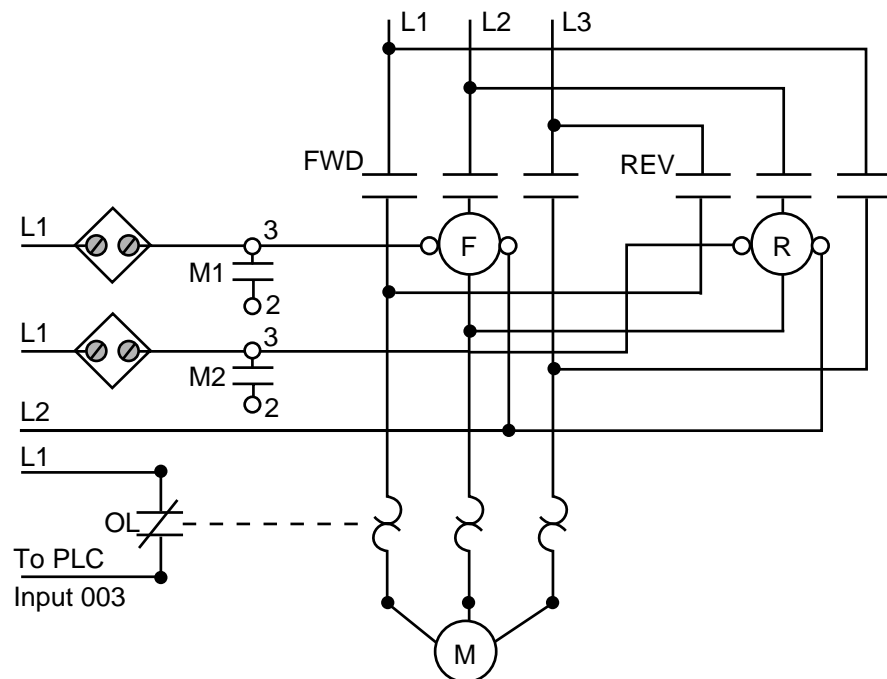 L1 L2 L3
FWD REV
L1 3 F R
M1
2
L1 3
M2
2
L2
L1
OL
To PLC
Input 003
M